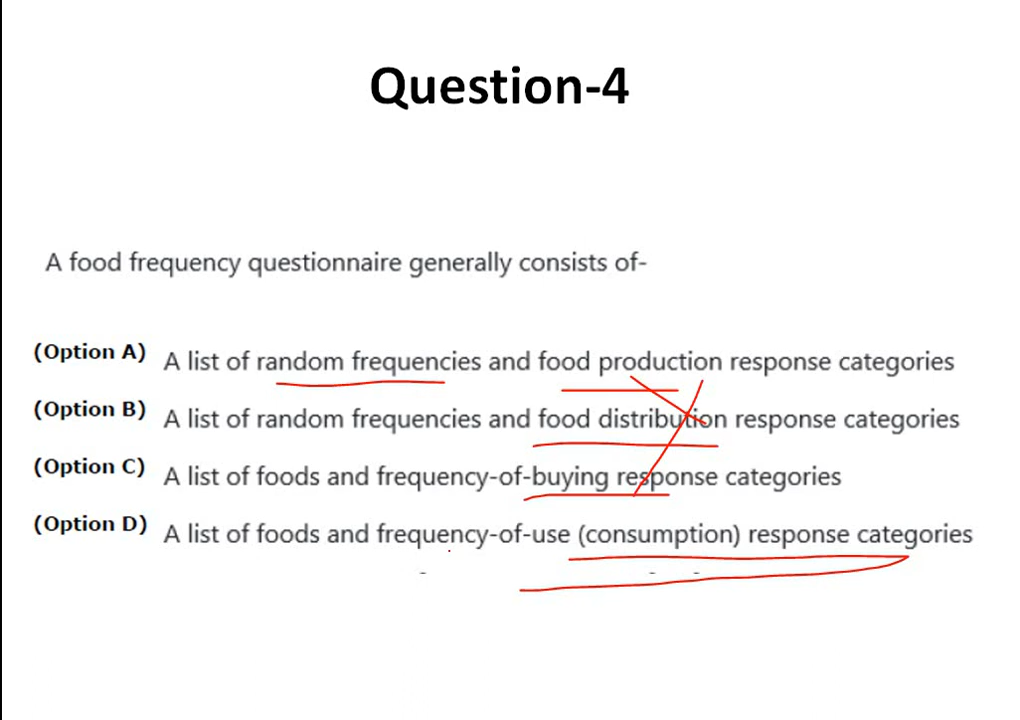 Question-4
A food frequency questionnaire generally consists of-
(Option A) A list of random frequencies and food production response categories
(Option B) A list of random frequencies and food distribution response categories
(Option C) A list of foods and frequency-of-buying response categories
(Option D) A list of foods and frequency-of-use (consumption) response categories